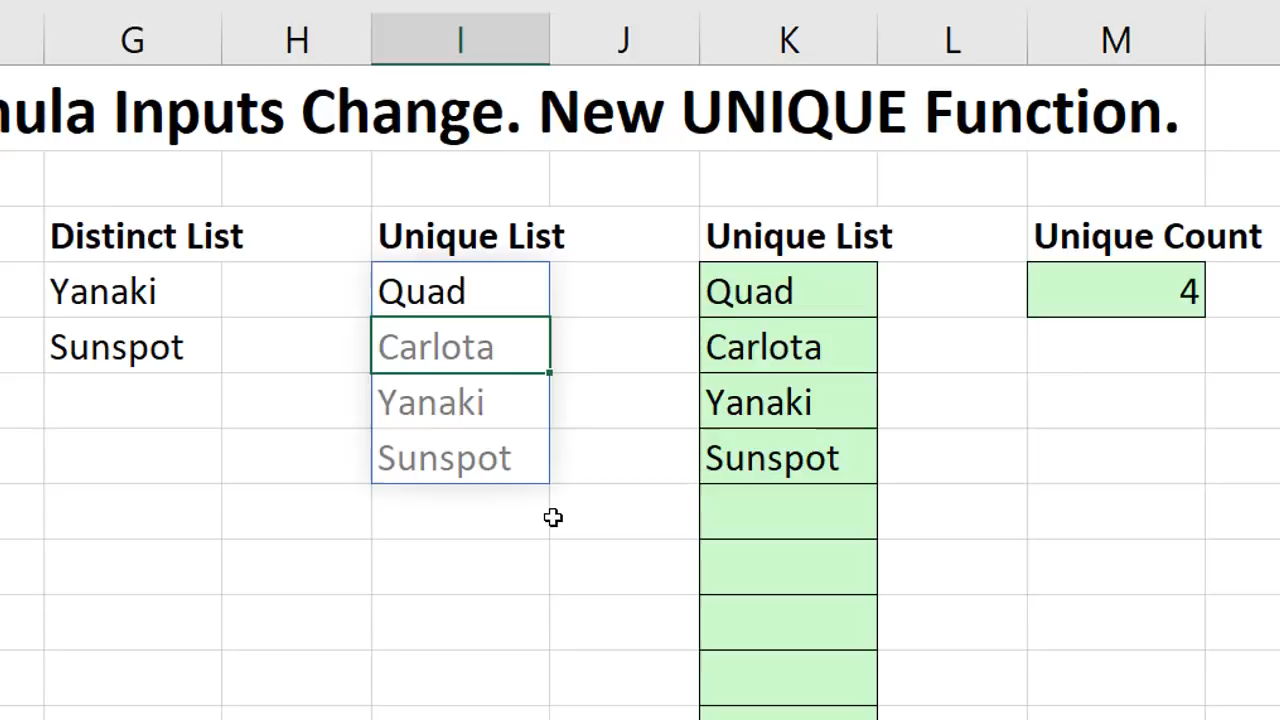 G H I J K L M
mula Inputs Change. New UNIQUE Function.
Distinct List Unique List Unique List Unique Count
Yanaki Quad Quad 4
Sunspot Carlota Carlota
Yanaki Yanaki
Sunspot Sunspot